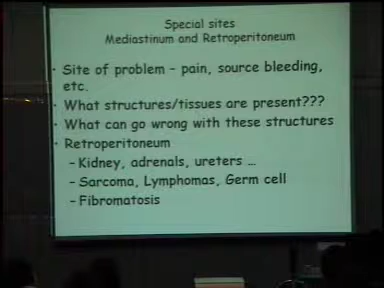 Special sites
Mediastinum and Retroperitoneum
• Site of problem – pain, source bleeding,
etc.
• What structures/tissues are present???
• What can go wrong with these structures
• Retroperitoneum
– Kidney, adrenals, ureters …
– Sarcoma, Lymphomas, Germ cell
– Fibromatosis